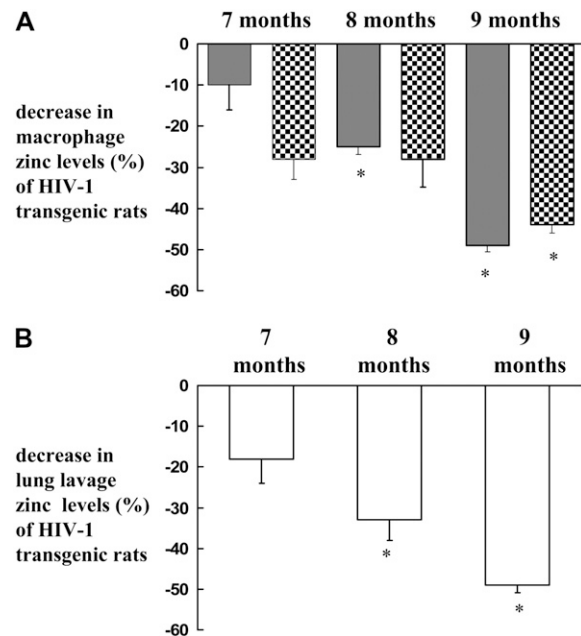 A
7 months 8 months 9 months
decrease in
macrophage
zinc levels (%)
of HIV-1
transgenic rats
0
-10
-20
-30
-40
-50
-60
*
*
*
B
7
months
8
months
9
months
decrease in
lung lavage
zinc levels (%)
of HIV-1
transgenic rats
0
-10
-20
-30
-40
-50
-60
*
*